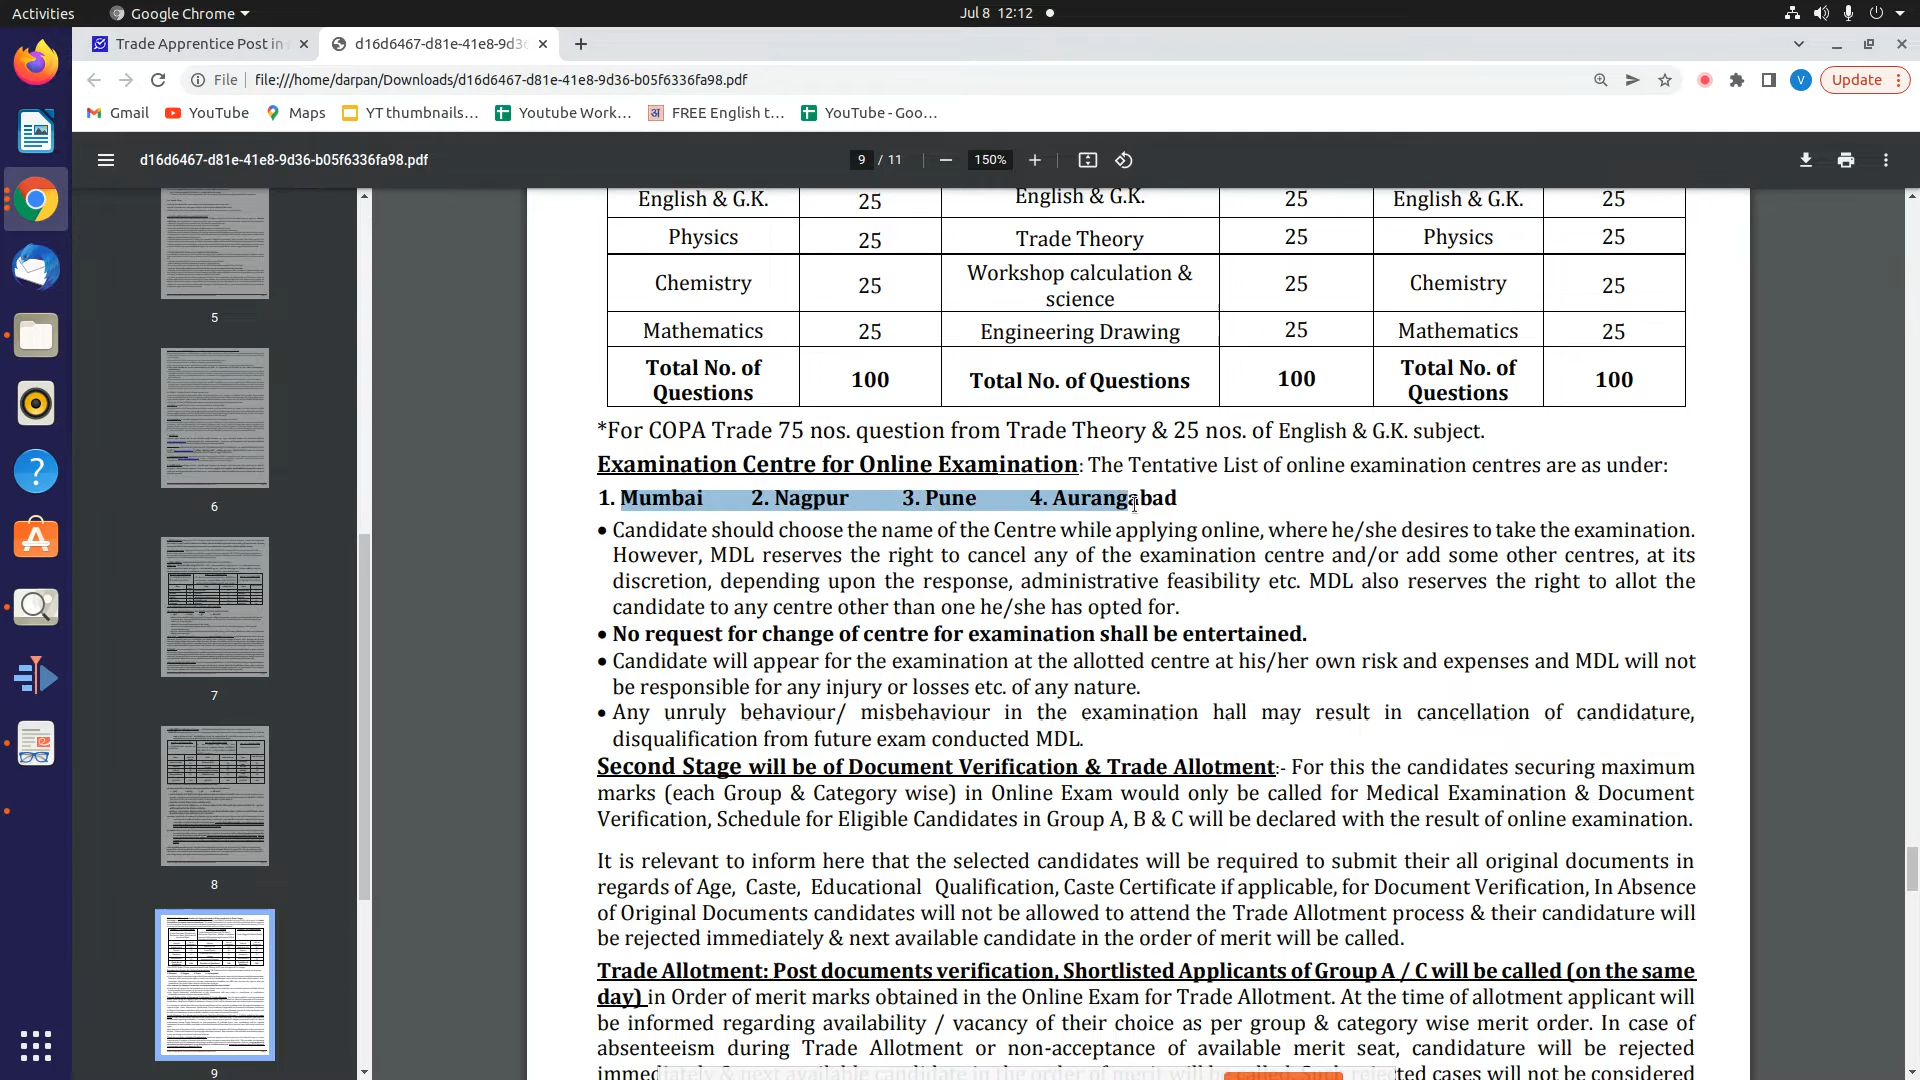 Activities Google Chrome Jul 8 12:12
Trade Apprentice Post in d16d6467-d81e-41e8-9d36
File file:///home/darpan/Downloads/d16d6467-d81e-41e8-9d36-b05f6336fa98.pdf V Update
Gmail YouTube Maps YT thumbnails... Youtube Work... FREE English t... YouTube - Goo...
d16d6467-d81e-41e8-9d36-b05f6336fa98.pdf 9 / 11 150%
5
6
7
8
9
English & G.K. 25 English & G.K. 25 English & G.K. 25
Physics 25 Trade Theory 25 Physics 25
Chemistry 25 Workshop calculation & science 25 Chemistry 25
Mathematics 25 Engineering Drawing 25 Mathematics 25
Total No. of Questions 100 Total No. of Questions 100 Total No. of Questions 100
*For COPA Trade 75 nos. question from Trade Theory & 25 nos. of English & G.K. subject.
Examination Centre for Online Examination: The Tentative List of online examination centres are as under:
1. Mumbai 2. Nagpur 3. Pune 4. Aurangabad
• Candidate should choose the name of the Centre while applying online, where he/she desires to take the examination.
However, MDL reserves the right to cancel any of the examination centre and/or add some other centres, at its
discretion, depending upon the response, administrative feasibility etc. MDL also reserves the right to allot the
candidate to any centre other than one he/she has opted for.
• No request for change of centre for examination shall be entertained.
• Candidate will appear for the examination at the allotted centre at his/her own risk and expenses and MDL will not
be responsible for any injury or losses etc. of any nature.
• Any unruly behaviour/ misbehaviour in the examination hall may result in cancellation of candidature,
disqualification from future exam conducted MDL.
Second Stage will be of Document Verification & Trade Allotment:- For this the candidates securing maximum
marks (each Group & Category wise) in Online Exam would only be called for Medical Examination & Document
Verification, Schedule for Eligible Candidates in Group A, B & C will be declared with the result of online examination.
It is relevant to inform here that the selected candidates will be required to submit their all original documents in
regards of Age, Caste, Educational Qualification, Caste Certificate if applicable, for Document Verification, In Absence
of Original Documents candidates will not be allowed to attend the Trade Allotment process & their candidature will
be rejected immediately & next available candidate in the order of merit will be called.
Trade Allotment: Post documents verification, Shortlisted Applicants of Group A / C will be called (on the same
day) in Order of merit marks obtained in the Online Exam for Trade Allotment. At the time of allotment applicant will
be informed regarding availability / vacancy of their choice as per group & category wise merit order. In case of
absenteeism during Trade Allotment or non-acceptance of available merit seat, candidature will be rejected
immediately & next available candidate in the order of merit will be called. Such rejected cases will not be considered